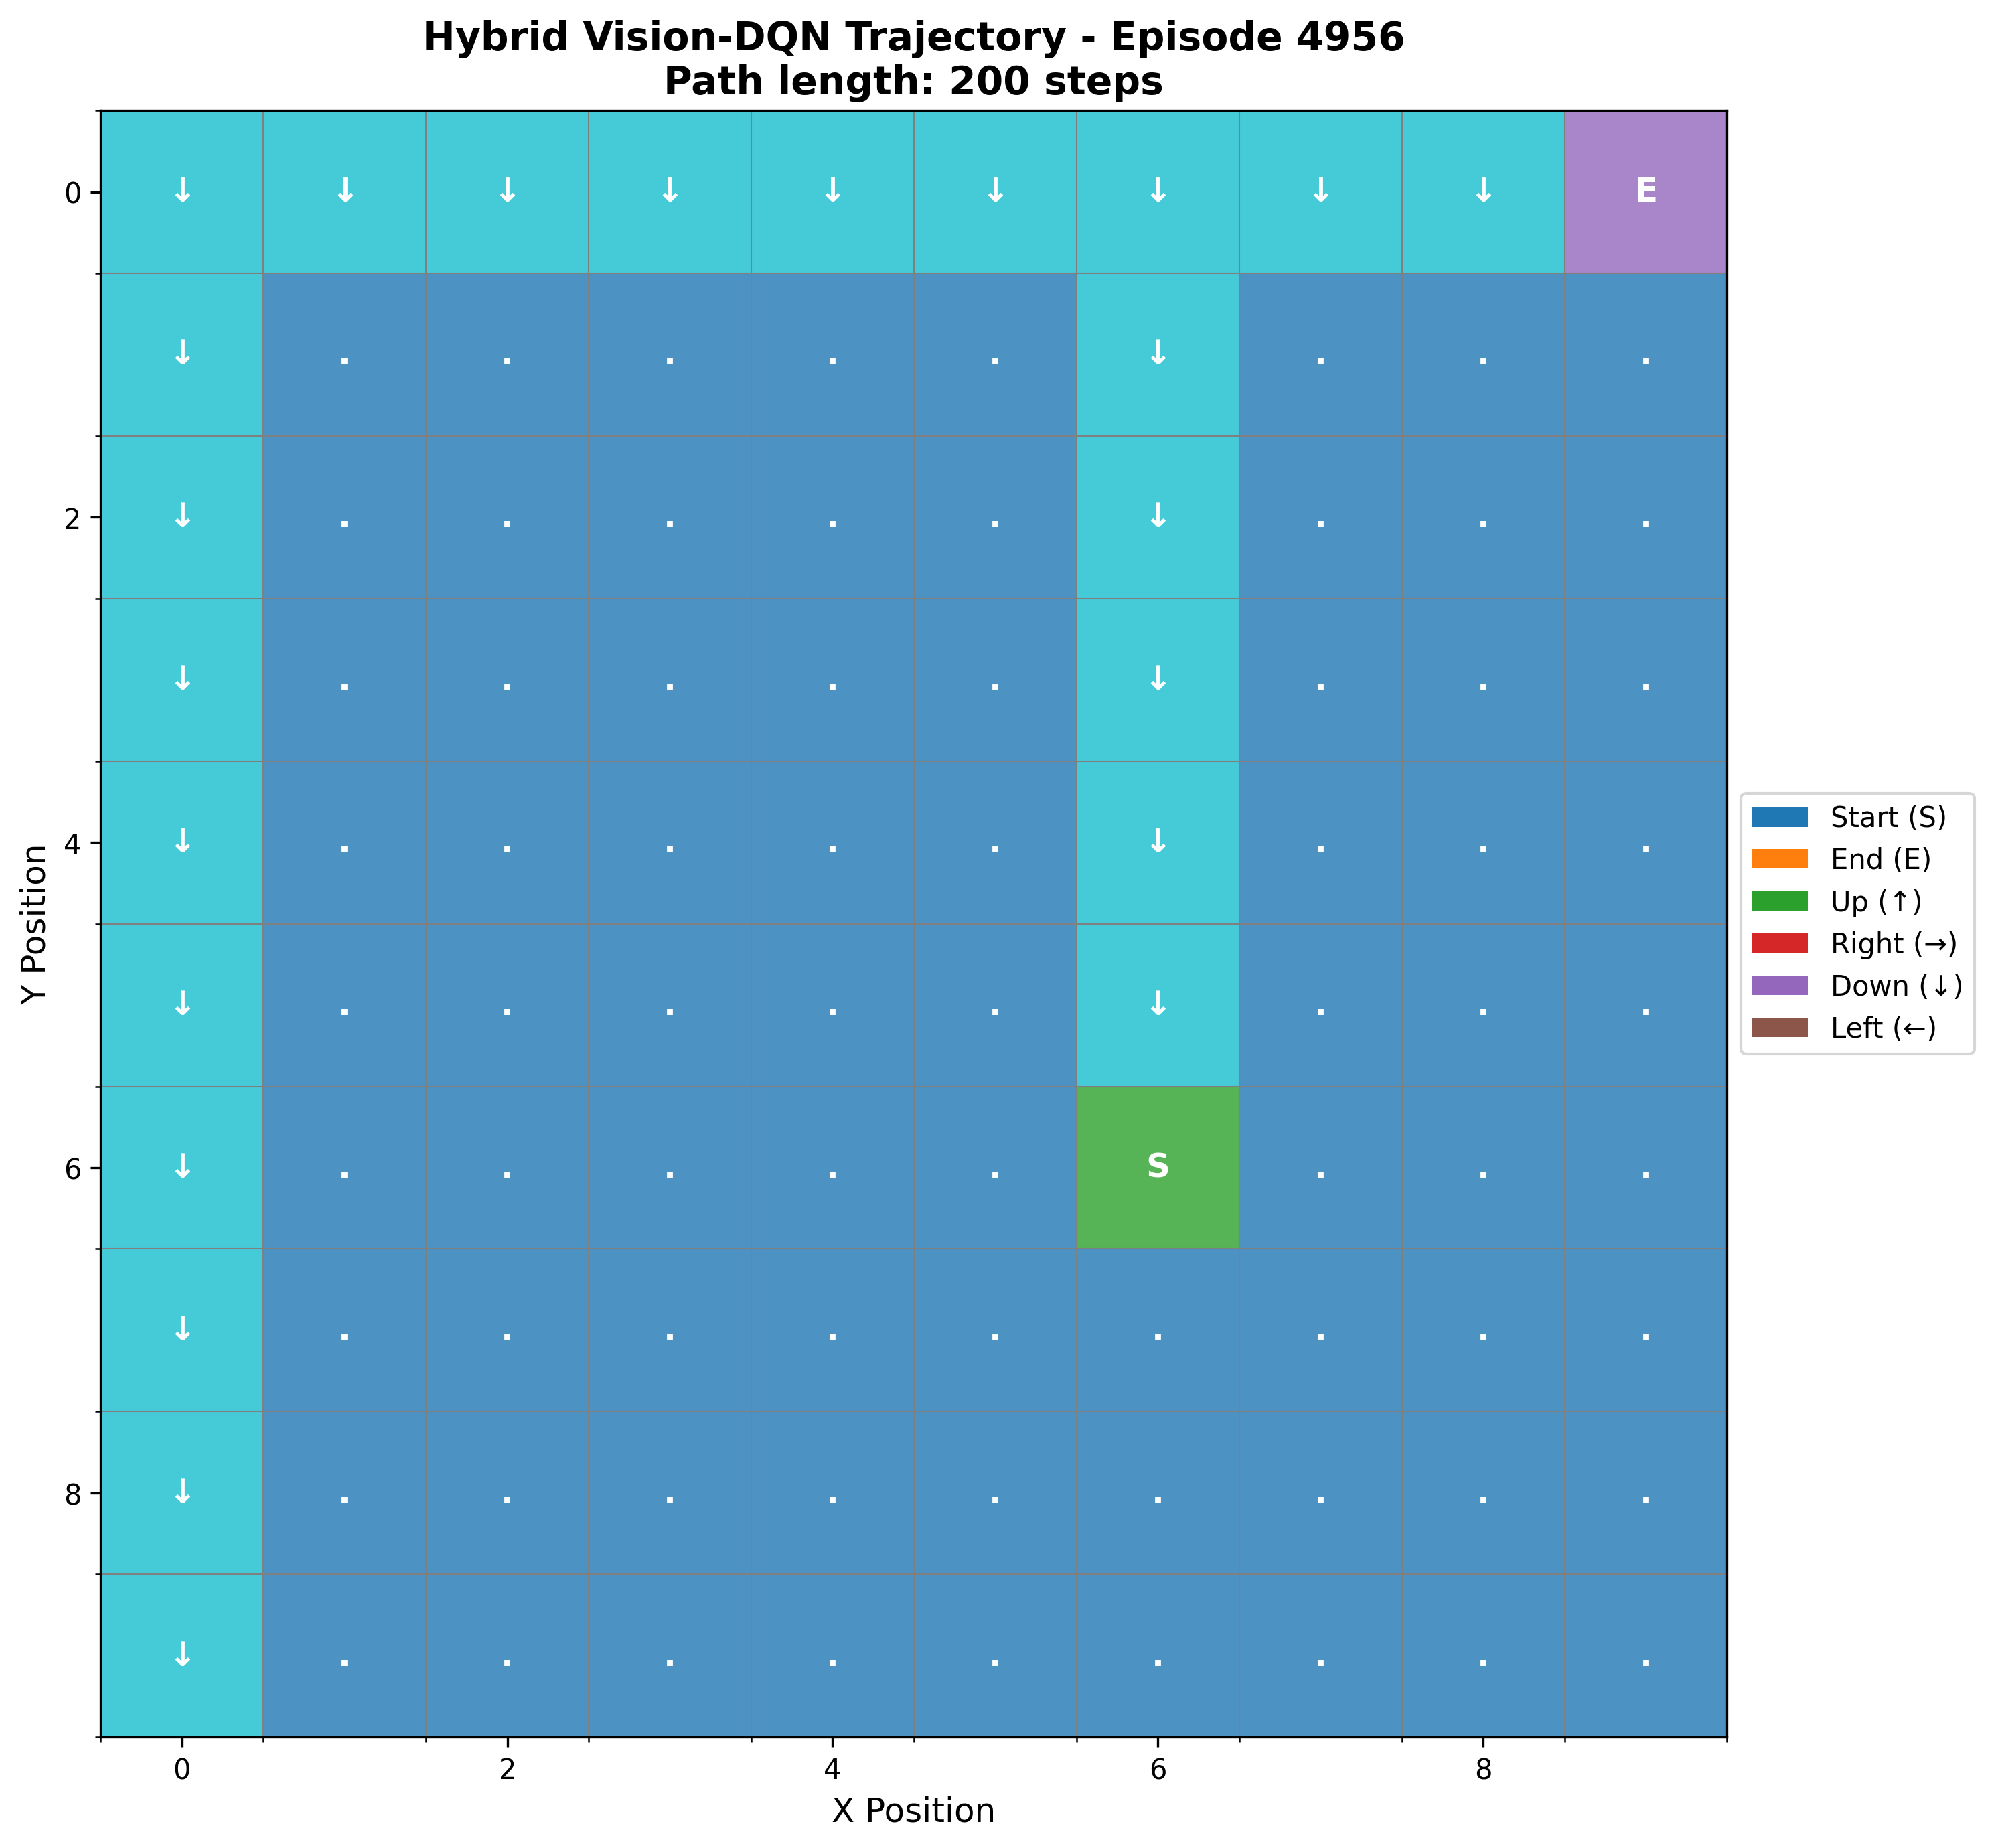 Hybrid Vision-DQN Trajectory - Episode 4956
Path length: 200 steps
0 ↓ ↓ ↓ ↓ ↓ ↓ ↓ ↓ ↓ E
↓ . . . . . ↓ . . .
2 ↓ . . . . . ↓ . . .
↓ . . . . . ↓ . . .
4 ↓ . . . . . ↓ . . .
↓ . . . . . ↓ . . .
6 ↓ . . . . . S . . .
↓ . . . . . . . . .
8 ↓ . . . . . . . . .
↓ . . . . . . . . .
0 2 4 6 8
X Position
Y Position
Start (S)
End (E)
Up (↑)
Right (→)
Down (↓)
Left (←)